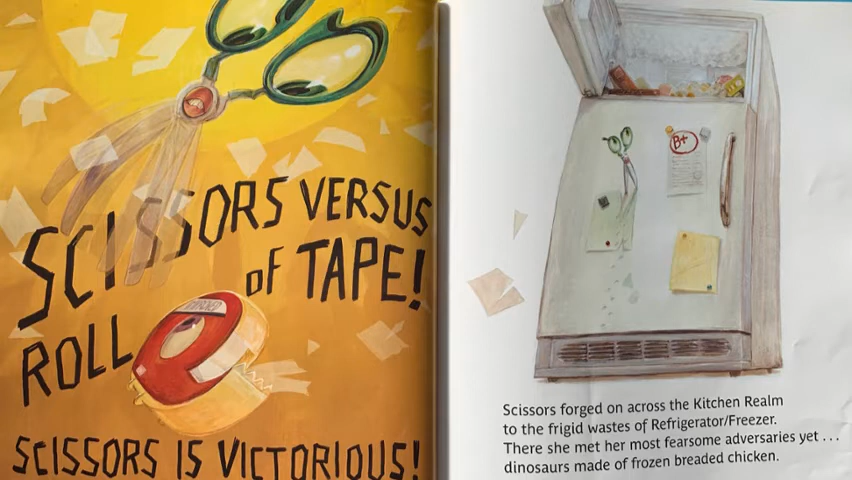 SCISSORS VERSUS
ROLL of TAPE!
SCISSORS IS VICTORIOUS!
B+
Scissors forged on across the Kitchen Realm
to the frigid wastes of Refrigerator/Freezer.
There she met her most fearsome adversaries yet . . .
dinosaurs made of frozen breaded chicken.